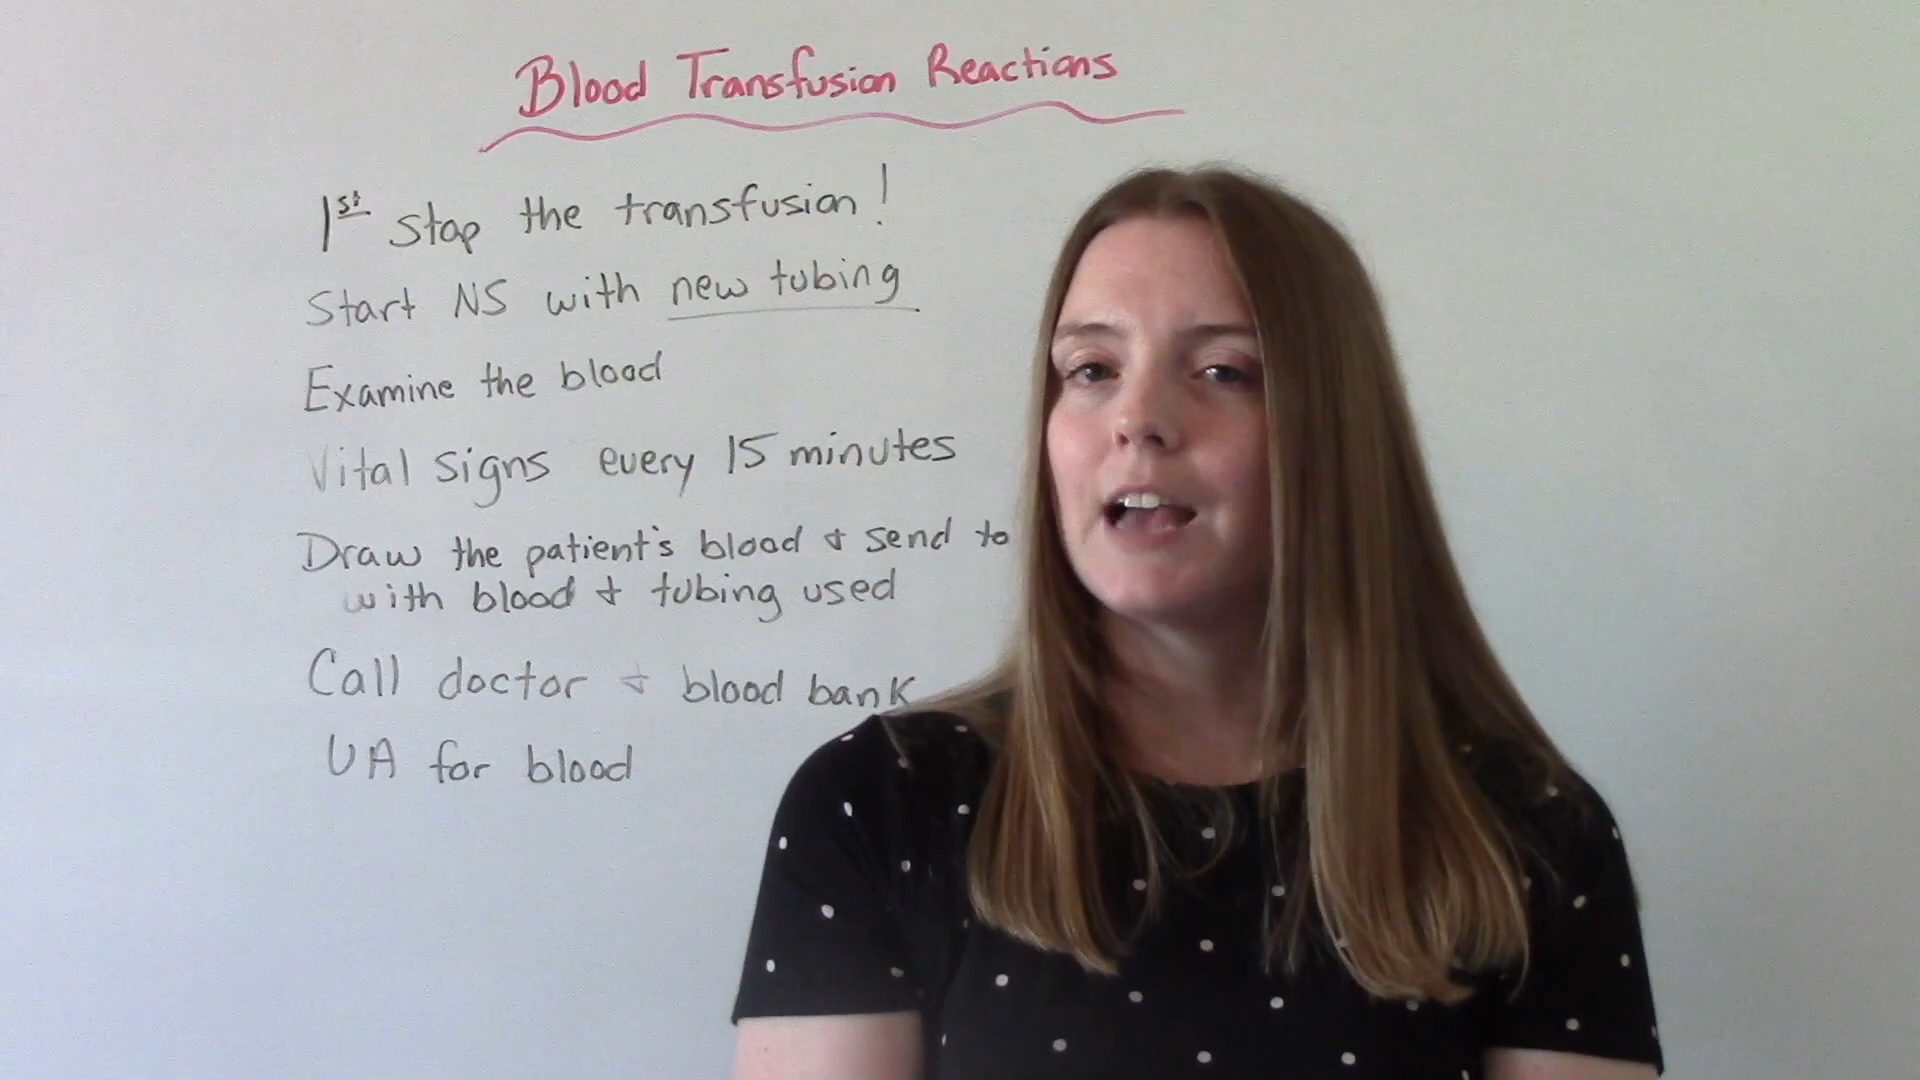 Blood Transfusion Reactions
1st Stop the transfusion!
Start NS with new tubing
Examine the blood
Vital signs every 15 minutes
Draw the patient's blood & send to
with blood & tubing used
Call doctor & blood bank
UA for blood